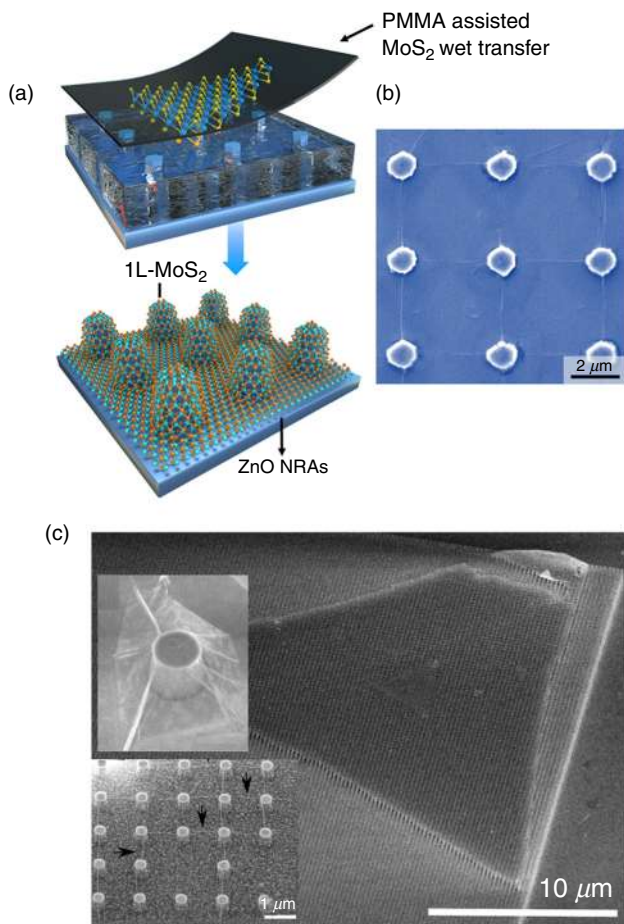 PMMA assisted
MoS₂ wet transfer
(a)
(b)
1L-MoS₂
2 μm
ZnO NRAs
(c)
1 μm
10 μm